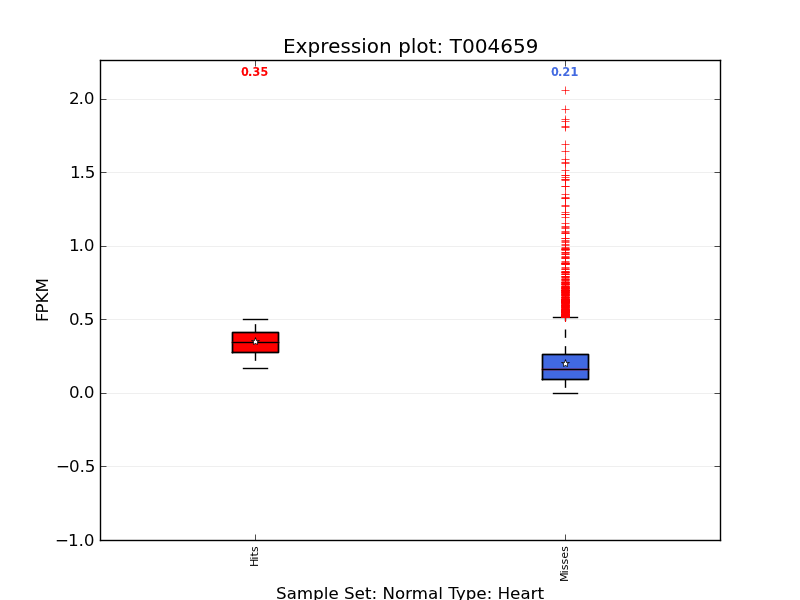 Expression plot: T004659
0.35
0.21
2.0
1.5
1.0
0.5
0.0
−0.5
−1.0
FPKM
Hits
Misses
Sample Set: Normal Type: Heart